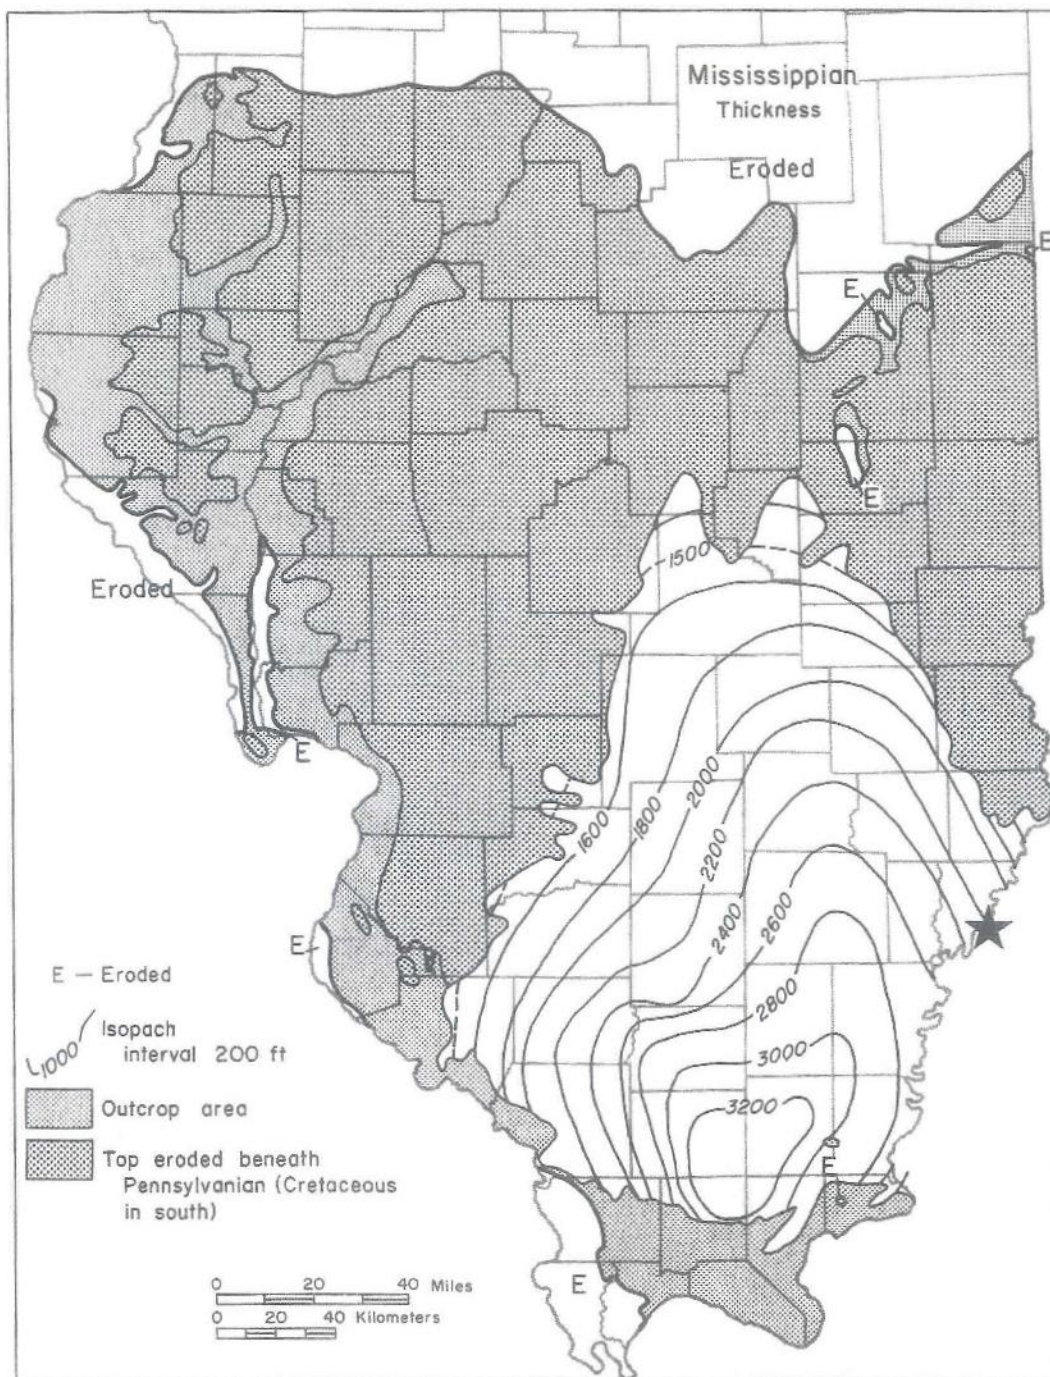 Mississippian
Thickness
Eroded
E
E
E
1500
Eroded
E
1600
1800
2000
2200
2400
2600
E
2800
3000
3200
E
E
E — Eroded
1000
Isopach
interval 200 ft
Outcrop area
Top eroded beneath
Pennsylvanian (Cretaceous
in south)
0 20 40 Miles
0 20 40 Kilometers